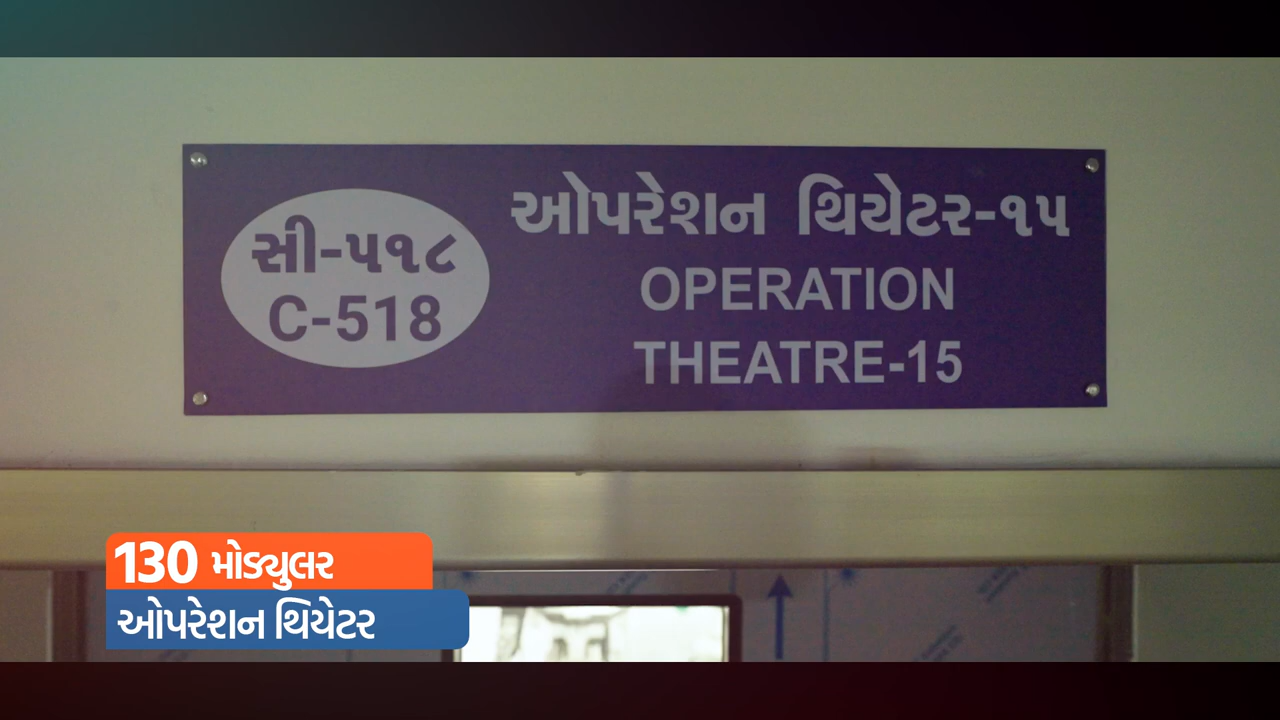 સી-૫૧૮
C-518
ઓપરેશન થિયેટર-૧૫
OPERATION
THEATRE-15
130 મોડ્યુલર
ઓપરેશન થિયેટર